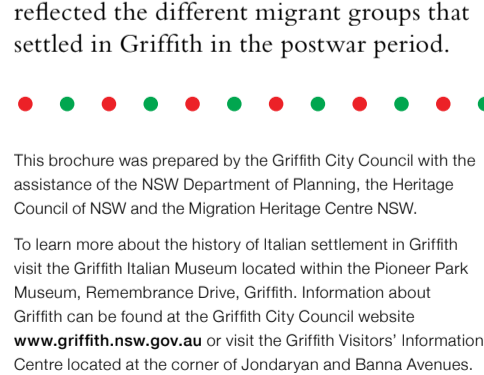 reflected the different migrant groups that
settled in Griffith in the postwar period.
This brochure was prepared by the Griffith City Council with the
assistance of the NSW Department of Planning, the Heritage
Council of NSW and the Migration Heritage Centre NSW.
To learn more about the history of Italian settlement in Griffith
visit the Griffith Italian Museum located within the Pioneer Park
Museum, Remembrance Drive, Griffith. Information about
Griffith can be found at the Griffith City Council website
www.griffith.nsw.gov.au or visit the Griffith Visitors’ Information
Centre located at the corner of Jondaryan and Banna Avenues.